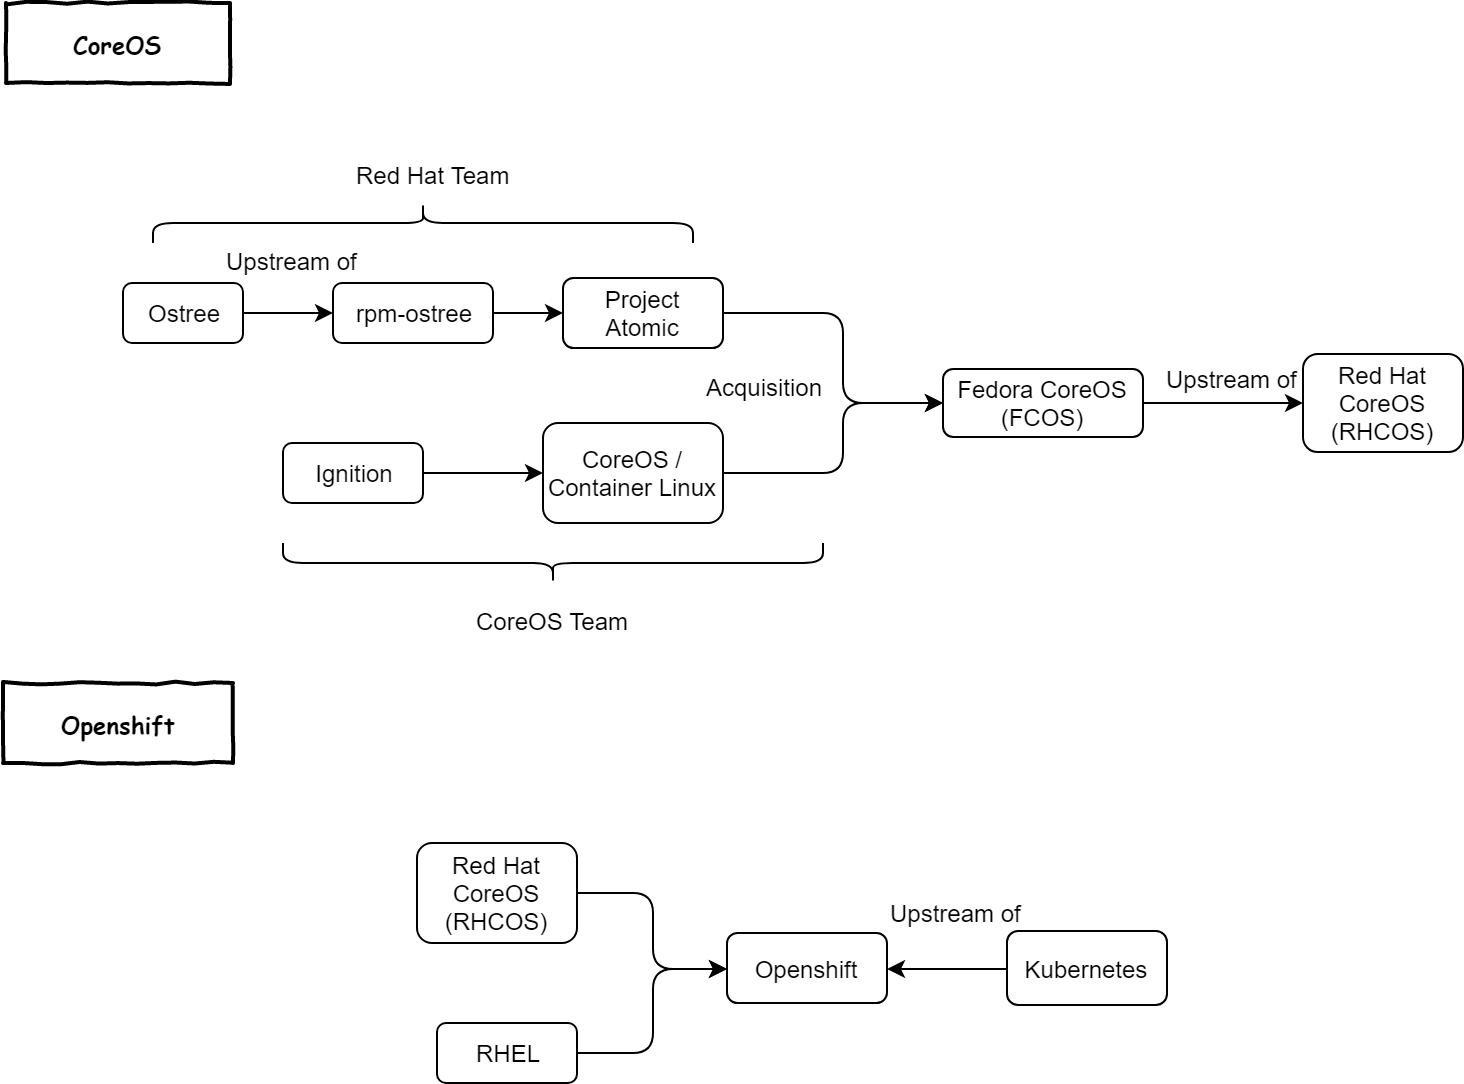 CoreOS
Red Hat Team
Upstream of
Ostree
rpm-ostree
Project
Atomic
Acquisition
Fedora CoreOS
(FCOS)
Upstream of
Red Hat
CoreOS
(RHCOS)
Ignition
CoreOS /
Container Linux
CoreOS Team
Openshift
Red Hat
CoreOS
(RHCOS)
Upstream of
Openshift
Kubernetes
RHEL